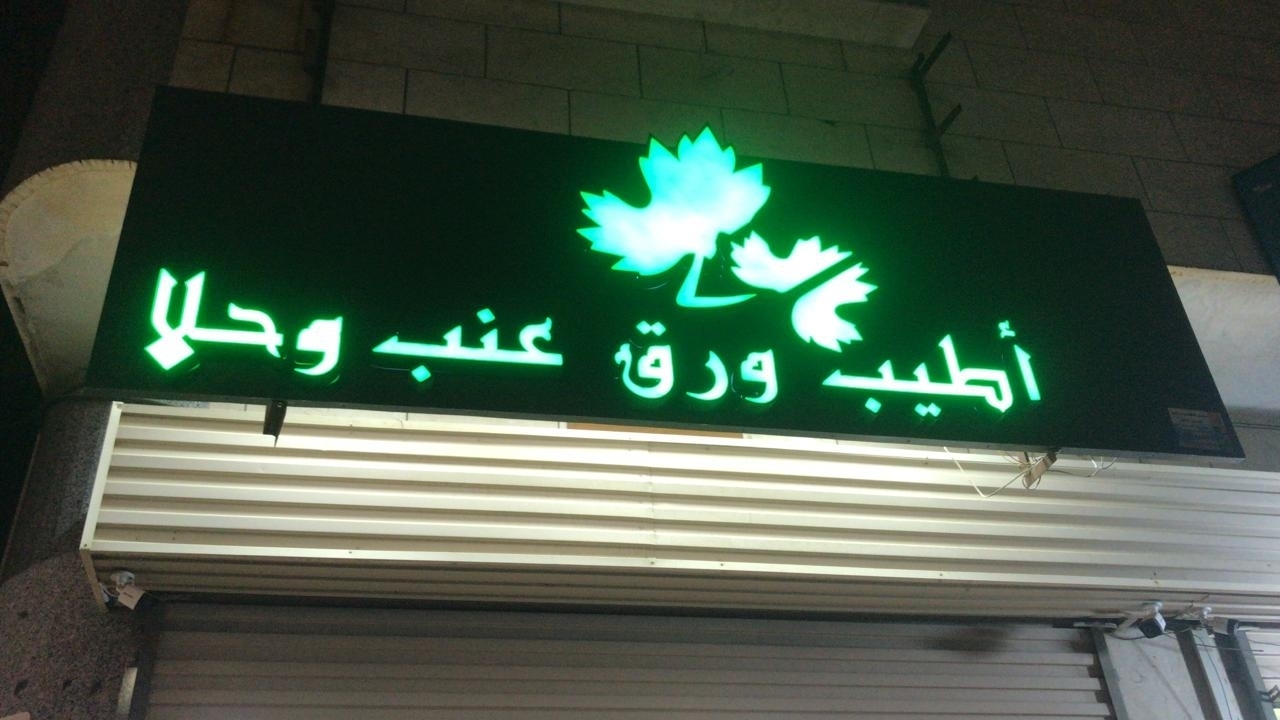 أطيب ورق عنب وحلا